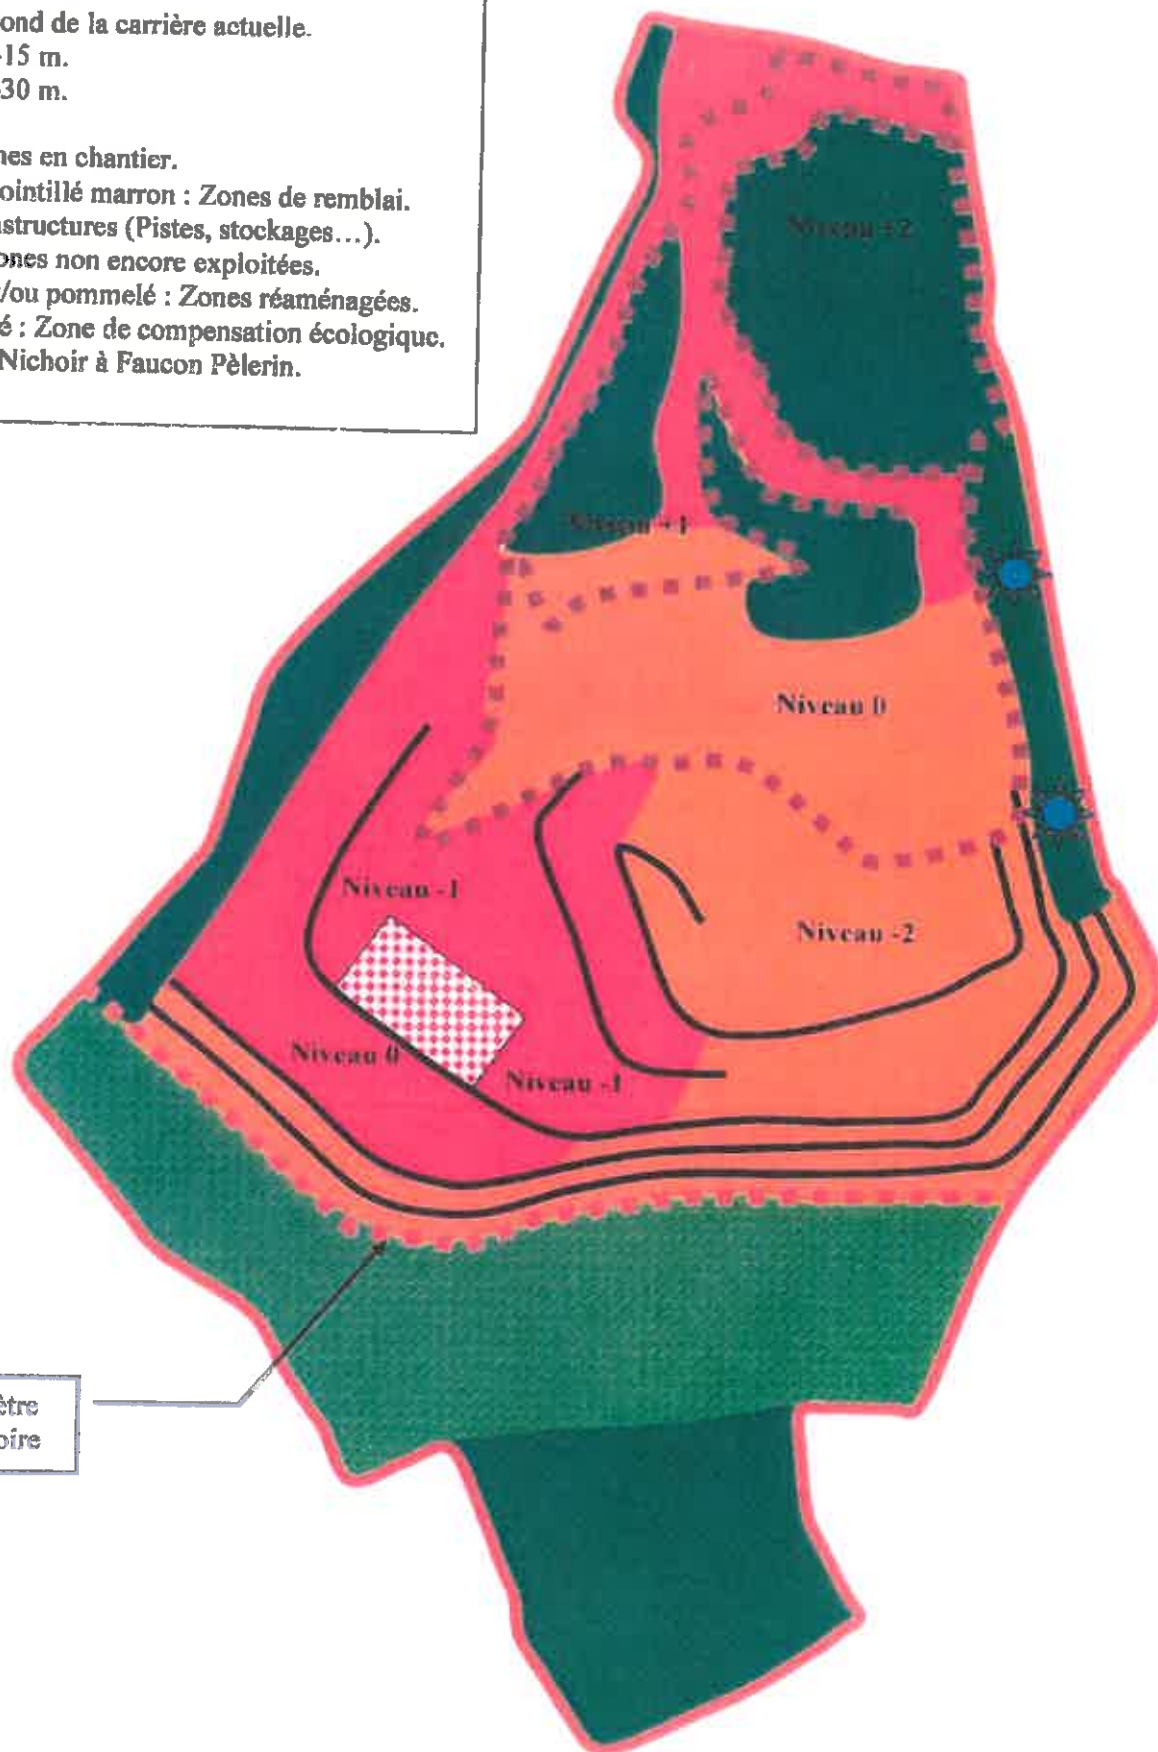 ond de la carrière actuelle.
-15 m.
-30 m.
nes en chantier.
ointillé marron : Zones de remblai.
astructures (Pistes, stockages…).
ones non encore exploitées.
t/ou pommelé : Zones réaménagées.
é : Zone de compensation écologique.
Nichoir à Faucon Pèlerin.
Niveau +2
Niveau +1
Niveau 0
Niveau -1
Niveau -2
Niveau 0
Niveau -1
ètre
oire